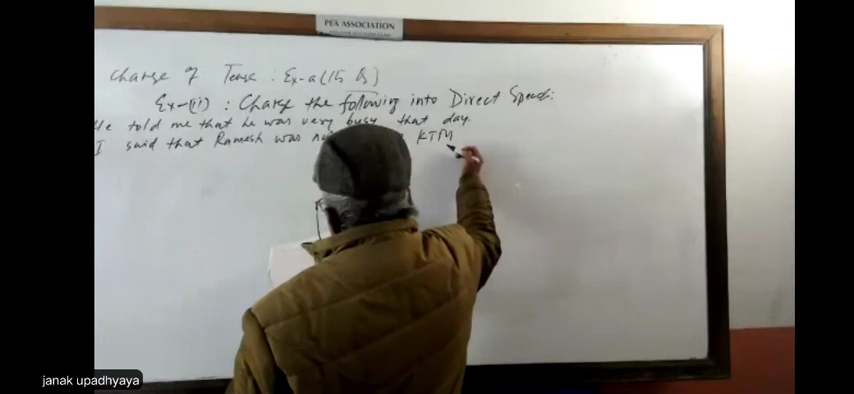 PEA ASSOCIATION
Change of Tense : Ex-a (15 Qs)
Ex-(i) : Change the following into Direct Speech:
He told me that he was very busy that day.
I said that Ramesh was KTM
janak upadhyaya